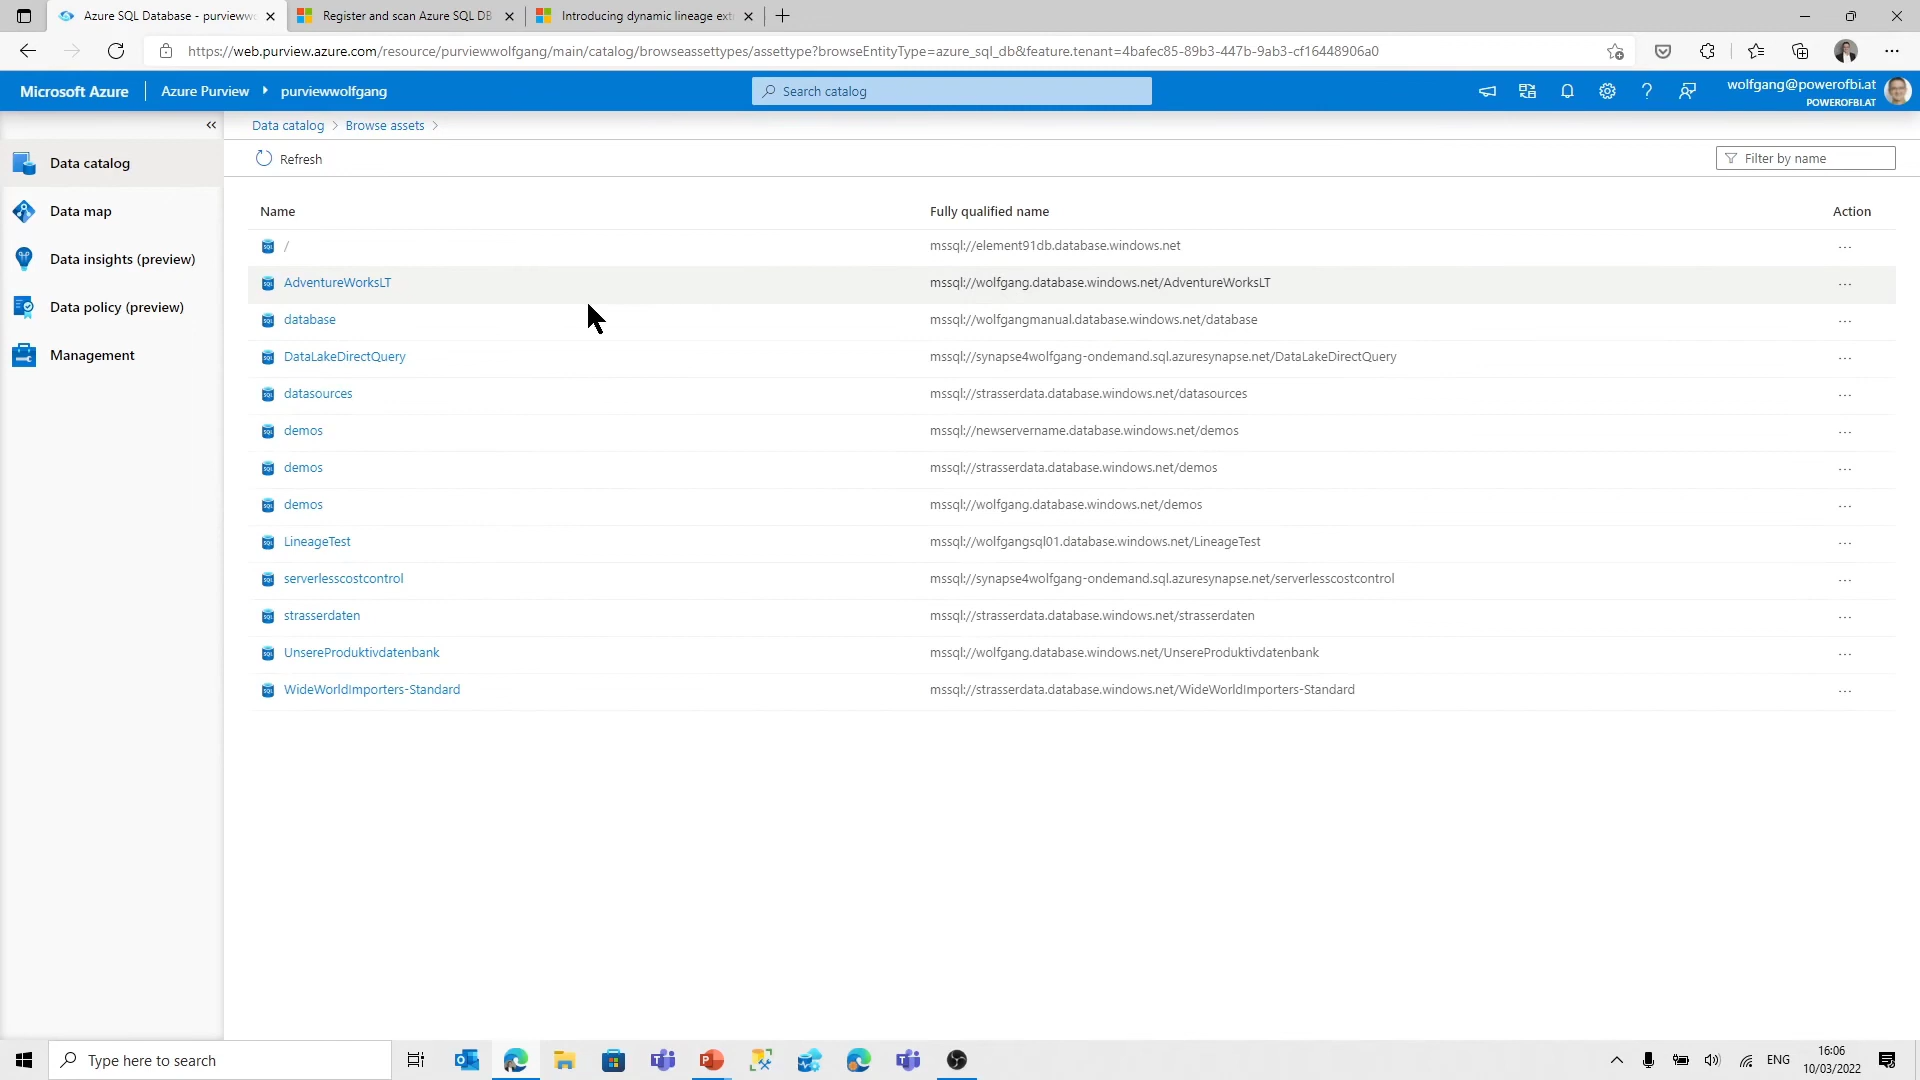 Azure SQL Database - purviewwo
Register and scan Azure SQL DB
Introducing dynamic lineage ext
https://web.purview.azure.com/resource/purviewwolfgang/main/catalog/browseassettypes/assettype?browseEntityType=azure_sql_db&feature.tenant=4bafec85-89b3-447b-9ab3-cf16448906a0
Microsoft Azure
Azure Purview
purviewwolfgang
Search catalog
wolfgang@powerofbi.at
POWEROFBI.AT
Data catalog > Browse assets >
Data catalog
Data map
Data insights (preview)
Data policy (preview)
Management
Refresh
Filter by name
Name Fully qualified name Action
/ mssql://element91db.database.windows.net ...
AdventureWorksLT mssql://wolfgang.database.windows.net/AdventureWorksLT ...
database mssql://wolfgangmanual.database.windows.net/database ...
DataLakeDirectQuery mssql://synapse4wolfgang-ondemand.sql.azuresynapse.net/DataLakeDirectQuery ...
datasources mssql://strasserdata.database.windows.net/datasources ...
demos mssql://newservername.database.windows.net/demos ...
demos mssql://strasserdata.database.windows.net/demos ...
demos mssql://wolfgang.database.windows.net/demos ...
LineageTest mssql://wolfgangsql01.database.windows.net/LineageTest ...
serverlesscostcontrol mssql://synapse4wolfgang-ondemand.sql.azuresynapse.net/serverlesscostcontrol ...
strasserdaten mssql://strasserdata.database.windows.net/strasserdaten ...
UnsereProduktivdatenbank mssql://wolfgang.database.windows.net/UnsereProduktivdatenbank ...
WideWorldImporters-Standard mssql://strasserdata.database.windows.net/WideWorldImporters-Standard ...
Type here to search
ENG
16:06
10/03/2022